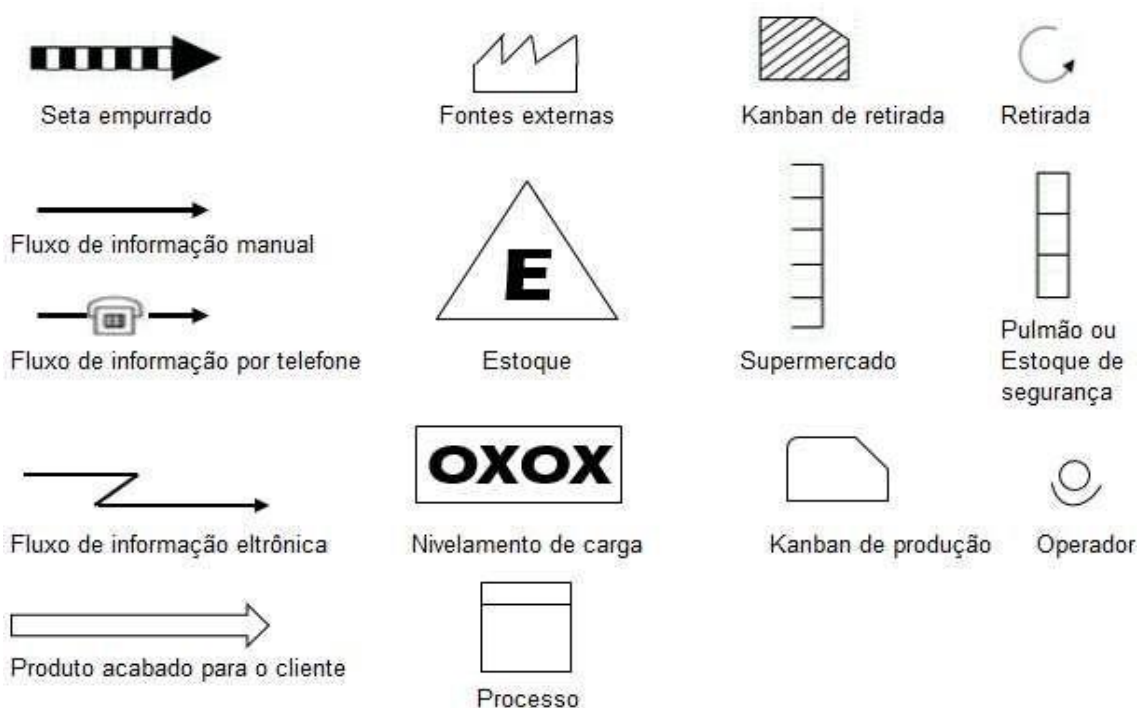 Seta empurrado
Fontes externas
Kanban de retirada
Retirada
Fluxo de informação manual
Fluxo de informação por telefone
E
Estoque
Supermercado
Pulmão ou
Estoque de
segurança
Fluxo de informação eltrônica
OXOX
Nivelamento de carga
Kanban de produção
Operador
Produto acabado para o cliente
Processo